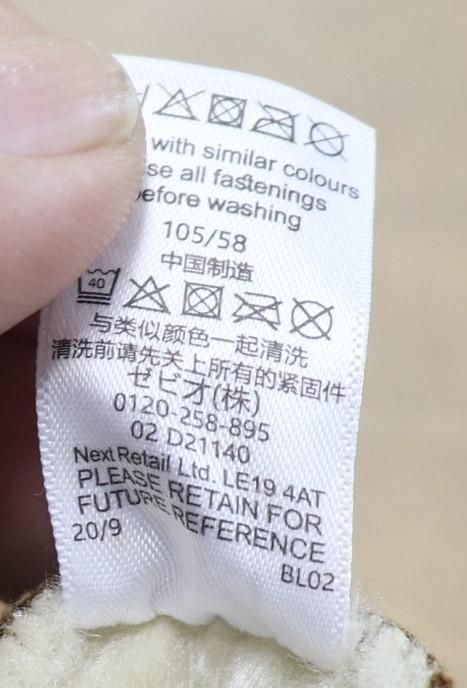 with similar colours
se all fastenings
before washing
105/58
中国制造
40
与类似颜色一起清洗
清洗前请先关上所有的紧固件
ゼビオ(株)
0120-258-895
02 D21140
Next Retail Ltd. LE19 4AT
PLEASE RETAIN FOR
FUTURE REFERENCE
20/9
BL02